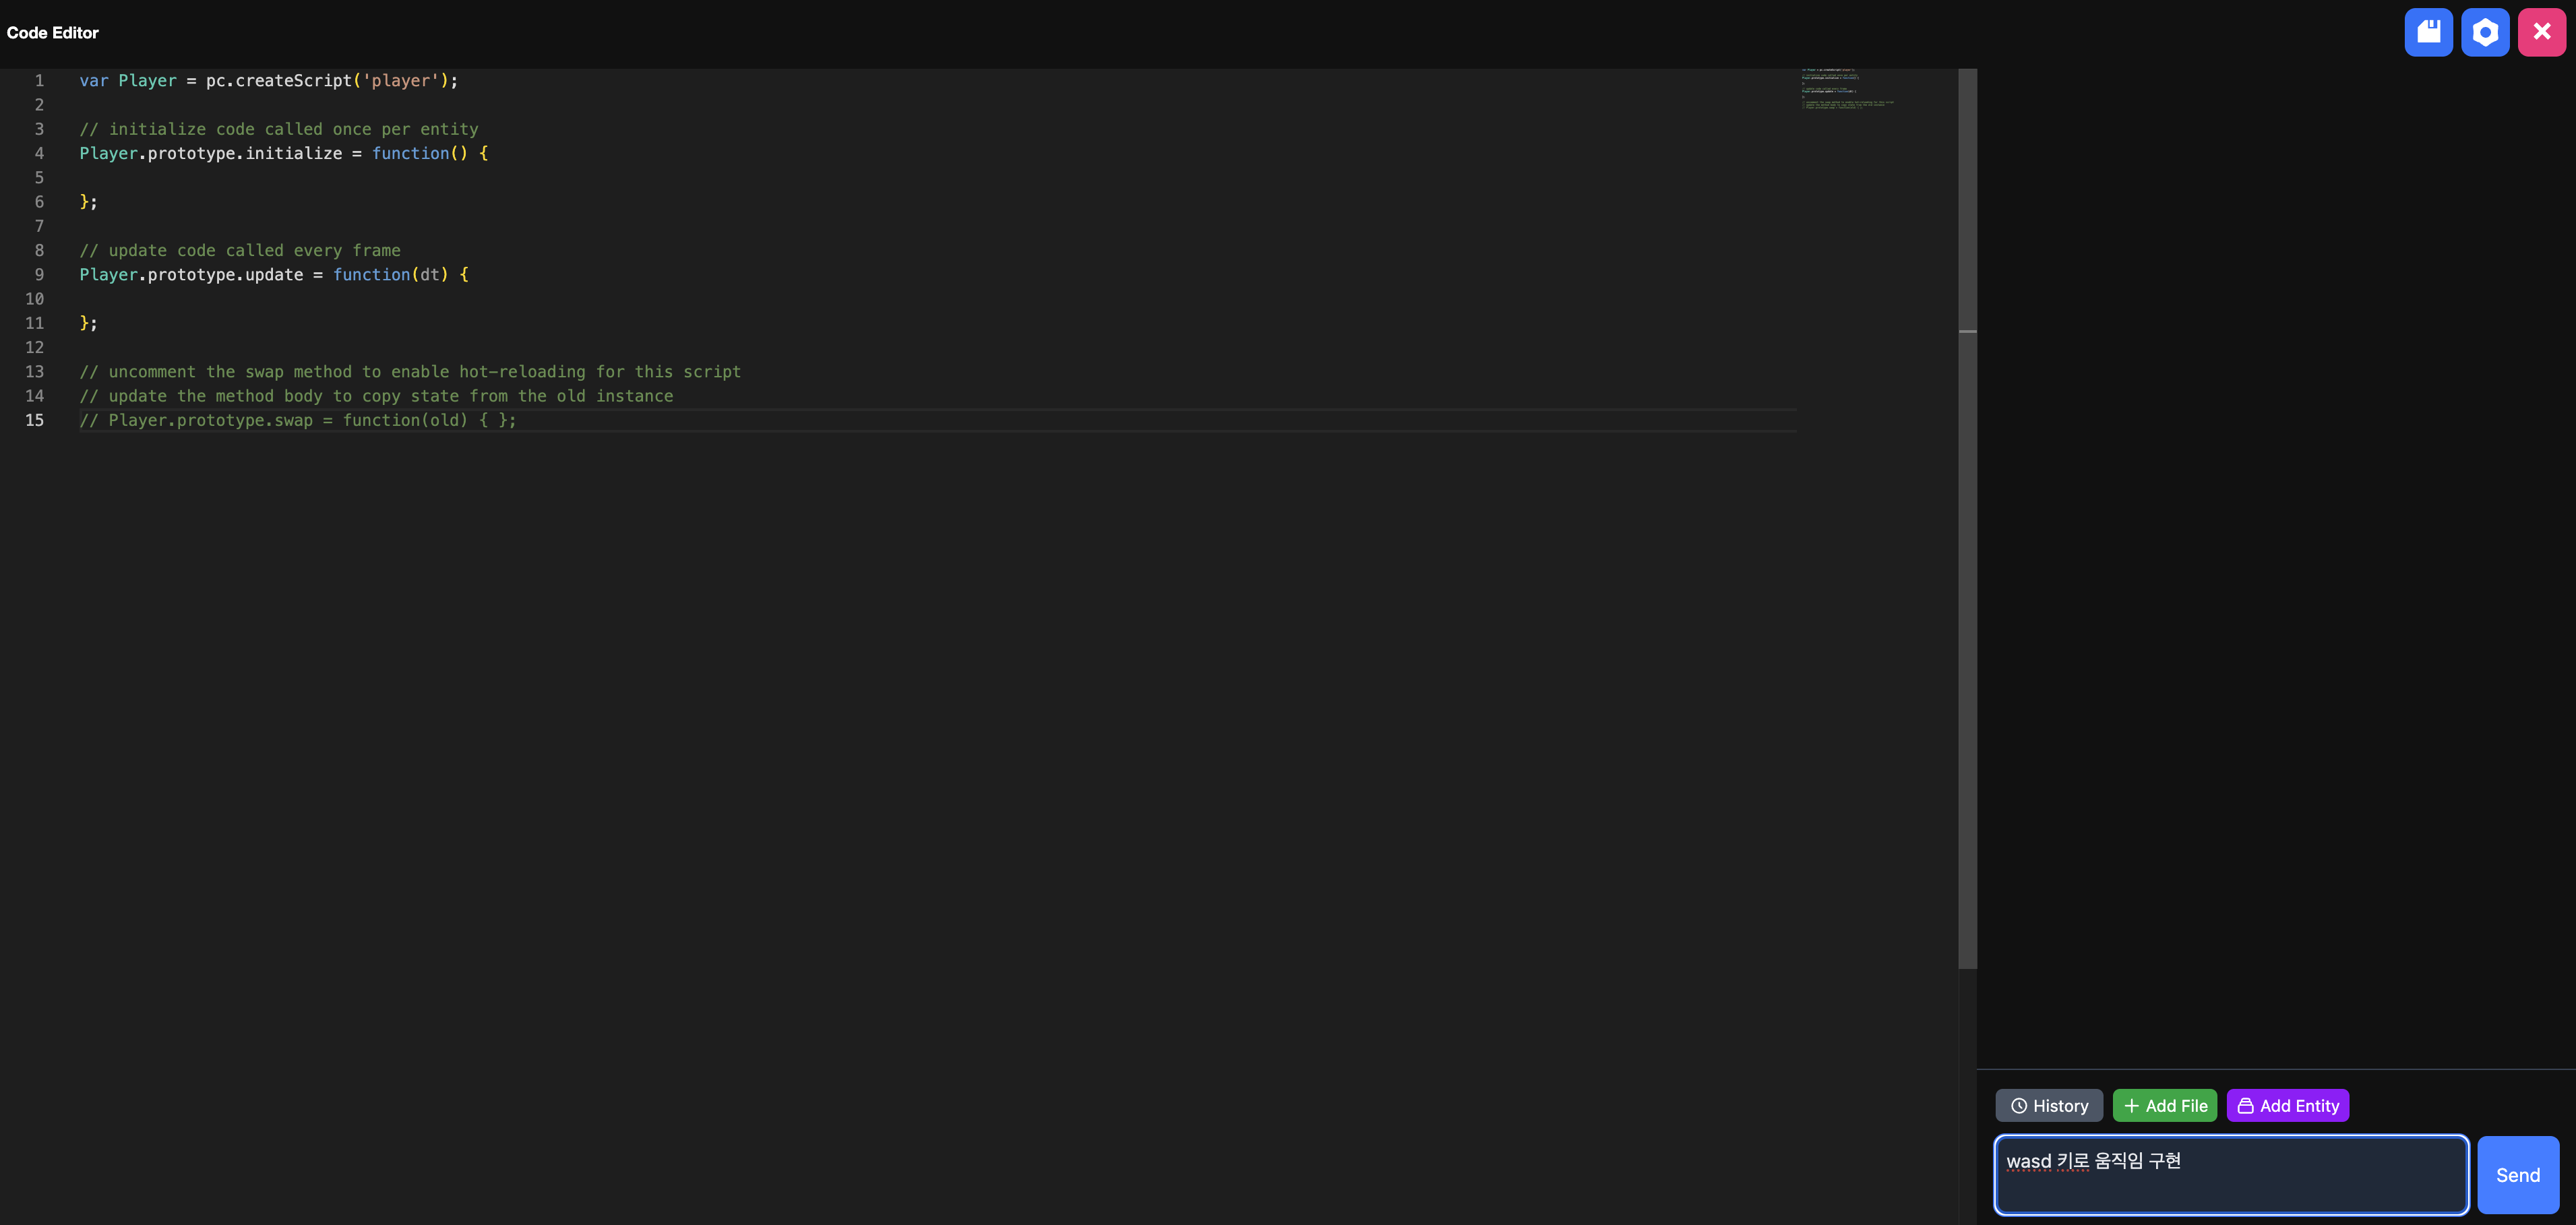 Code Editor
1 var Player = pc.createScript('player');
2
3 // initialize code called once per entity
4 Player.prototype.initialize = function() {
5
6 };
7
8 // update code called every frame
9 Player.prototype.update = function(dt) {
10
11 };
12
13 // uncomment the swap method to enable hot-reloading for this script
14 // update the method body to copy state from the old instance
15 // Player.prototype.swap = function(old) { };
History
+ Add File
Add Entity
wasd 키로 움직임 구현
Send